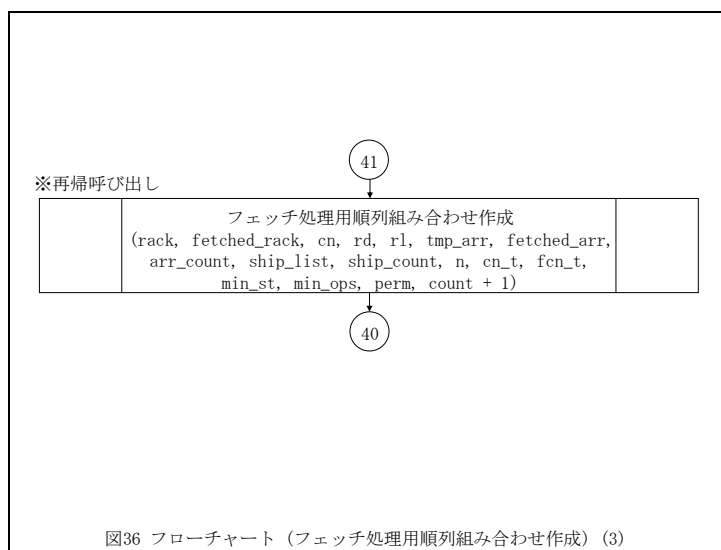 41
※再帰呼び出し
フェッチ処理用順列組み合わせ作成
(rack, fetched_rack, cn, rd, rl, tmp_arr, fetched_arr,
arr_count, ship_list, ship_count, n, cn_t, fcn_t,
min_st, min_ops, perm, count + 1)
40
図36 フローチャート (フェッチ処理用順列組み合わせ作成) (3)